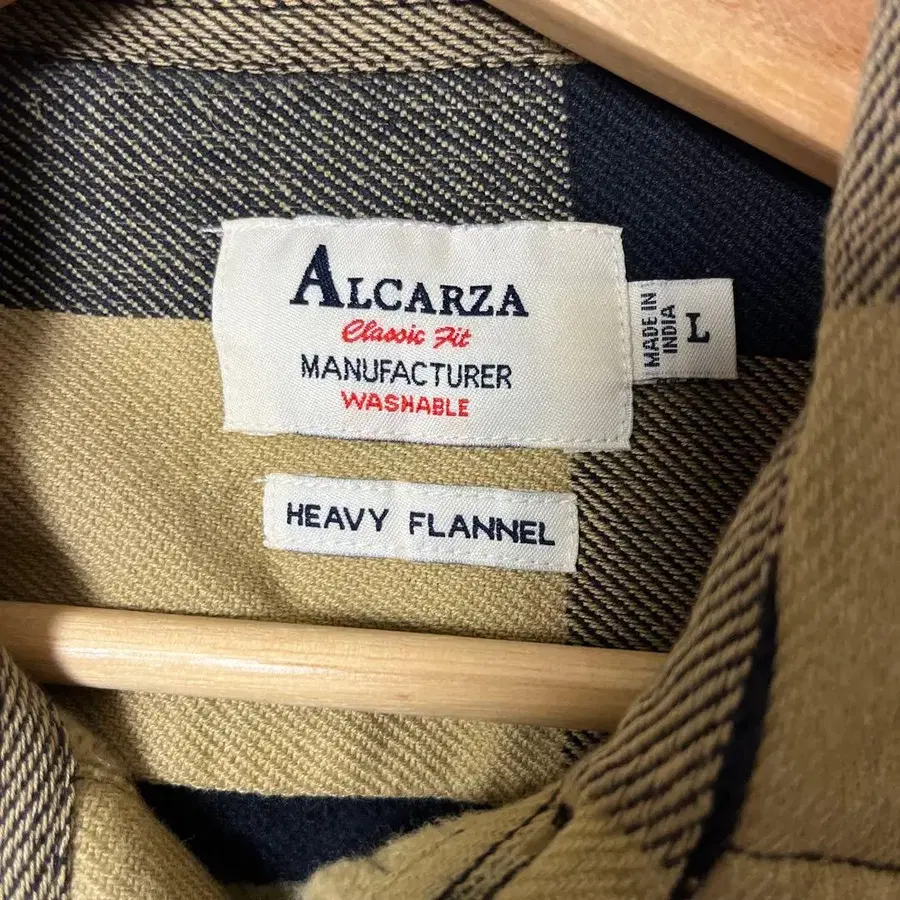 ALCARZA
Classic Fit
MANUFACTURER
WASHABLE
MADE IN
INDIA
L
HEAVY FLANNEL